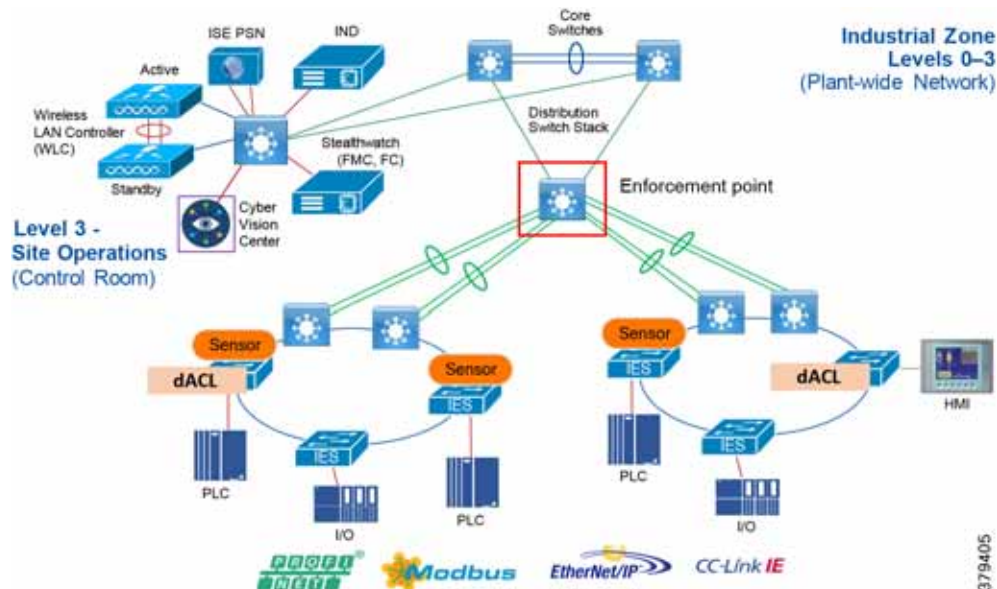 ISE PSN
IND
Core
Switches
Industrial Zone
Levels 0–3
(Plant-wide Network)
Active
Wireless
LAN Controller
(WLC)
Standby
Distribution
Switch Stack
Stealthwatch
(FMC, FC)
Enforcement point
Cyber
Vision
Center
Level 3 -
Site Operations
(Control Room)
Sensor
dACL
Sensor
IES
IES
PLC
I/O
PLC
Sensor
IES
dACL
HMI
IES
PLC
I/O
PROFI
NET®
Modbus
EtherNet/IP
CC-Link IE
379405